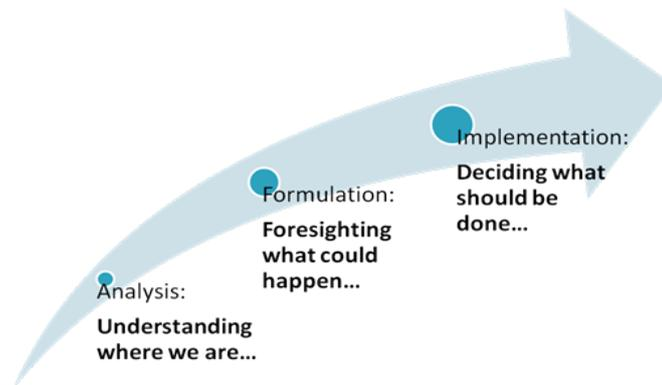 Analysis:
Understanding
where we are...
Formulation:
Foresighting
what could
happen...
Implementation:
Deciding what
should be
done...